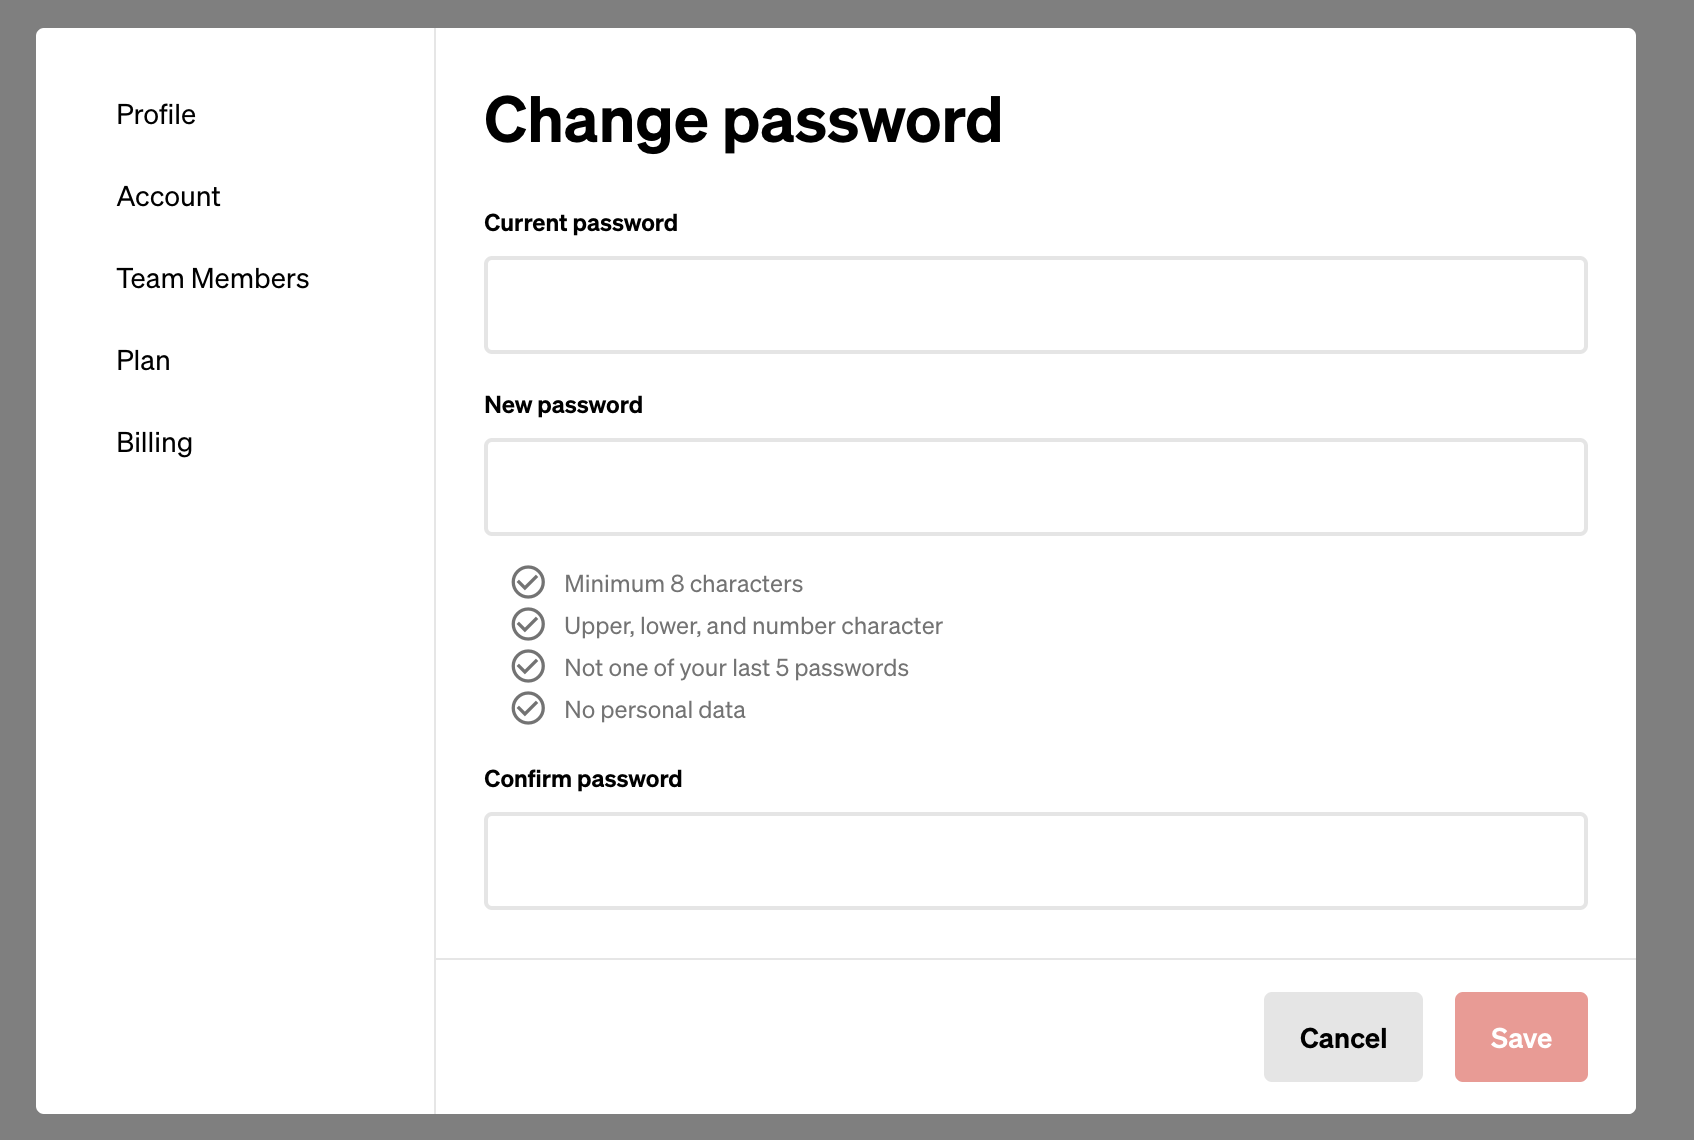 Profile
Account
Team Members
Plan
Billing
Change password
Current password
New password
Minimum 8 characters
Upper, lower, and number character
Not one of your last 5 passwords
No personal data
Confirm password
Cancel
Save